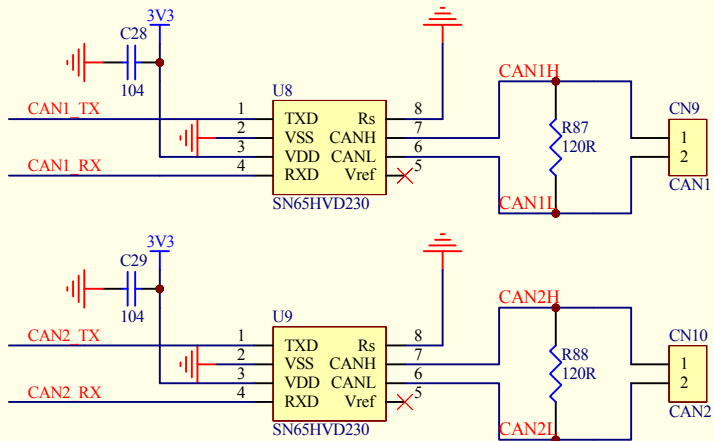 3V3
C28
104
CAN1_TX
CAN1_RX
U8
1 TXD Rs 8
2 VSS CANH 7
3 VDD CANL 6
4 RXD Vref 5
SN65HVD230
CAN1H
R87
120R
CAN1L
CN9
1
2
CAN1
3V3
C29
104
CAN2_TX
CAN2_RX
U9
1 TXD Rs 8
2 VSS CANH 7
3 VDD CANL 6
4 RXD Vref 5
SN65HVD230
CAN2H
R88
120R
CAN2L
CN10
1
2
CAN2